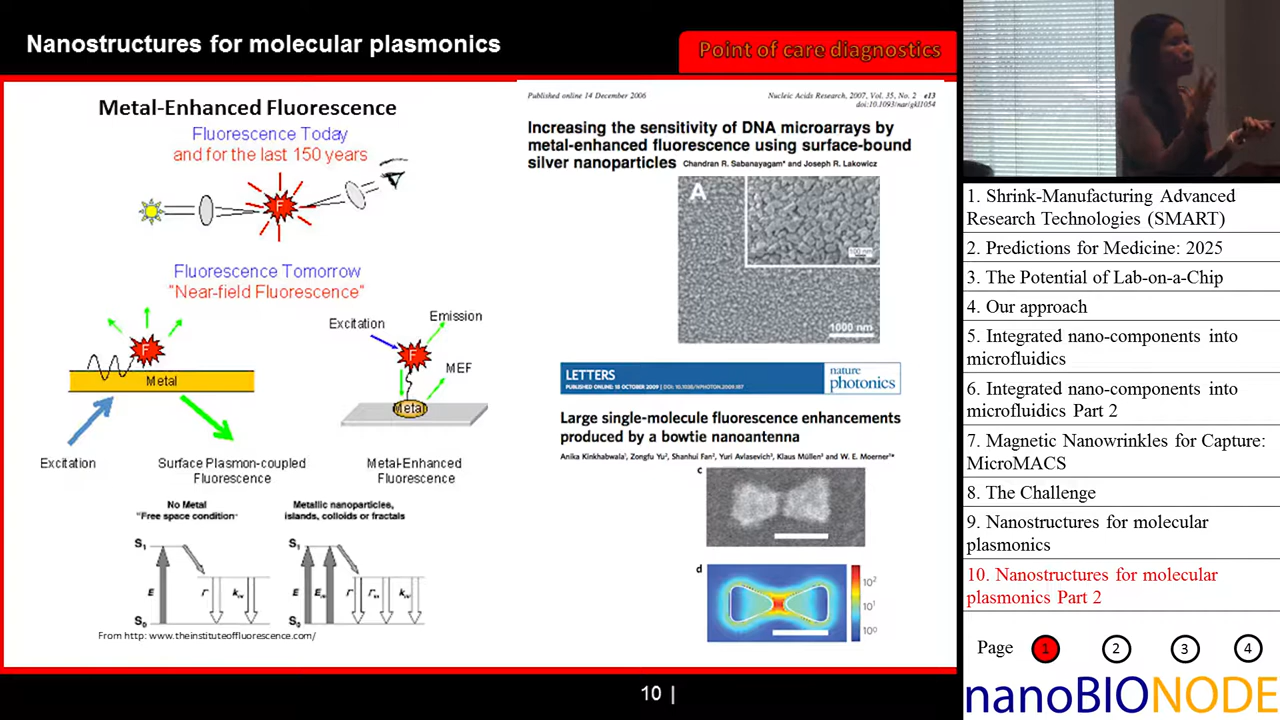 Nanostructures for molecular plasmonics
Point of care diagnostics
Metal-Enhanced Fluorescence
Fluorescence Today
and for the last 150 years
F
Fluorescence Tomorrow
"Near-field Fluorescence"
F
Metal
Excitation
Surface Plasmon-coupled
Fluorescence
Excitation
Emission
F
MEF
Metal
Metal-Enhanced
Fluorescence
No Metal
"Free space condition"
Metallic nanoparticles,
islands, colloids or fractals
S1
E
Γ
knr
S0
S1
E
Em
Γ
Γm
knr
S0
From http: www.theinstituteoffluorescence.com/
Published online 14 December 2006
Nucleic Acids Research, 2007, Vol. 35, No. 2 e13
doi:10.1093/nar/gkl1054
Increasing the sensitivity of DNA microarrays by
metal-enhanced fluorescence using surface-bound
silver nanoparticles Chandran R. Sabanayagam* and Joseph R. Lakowicz
A
100 nm
1000 nm
LETTERS
PUBLISHED ONLINE: 18 OCTOBER 2009 | DOI: 10.1038/NPHOTON.2009.187
nature
photonics
Large single-molecule fluorescence enhancements
produced by a bowtie nanoantenna
Anika Kinkhabwala1, Zongfu Yu2, Shanhui Fan2, Yuri Avlasevich3, Klaus Müllen3 and W. E. Moerner4*
c
d
10²
10¹
10⁰
10 |
1. Shrink-Manufacturing Advanced
Research Technologies (SMART)
2. Predictions for Medicine: 2025
3. The Potential of Lab-on-a-Chip
4. Our approach
5. Integrated nano-components into
microfluidics
6. Integrated nano-components into
microfluidics Part 2
7. Magnetic Nanowrinkles for Capture:
MicroMACS
8. The Challenge
9. Nanostructures for molecular
plasmonics
10. Nanostructures for molecular
plasmonics Part 2
Page 1 2 3 4
nanoBIONODE